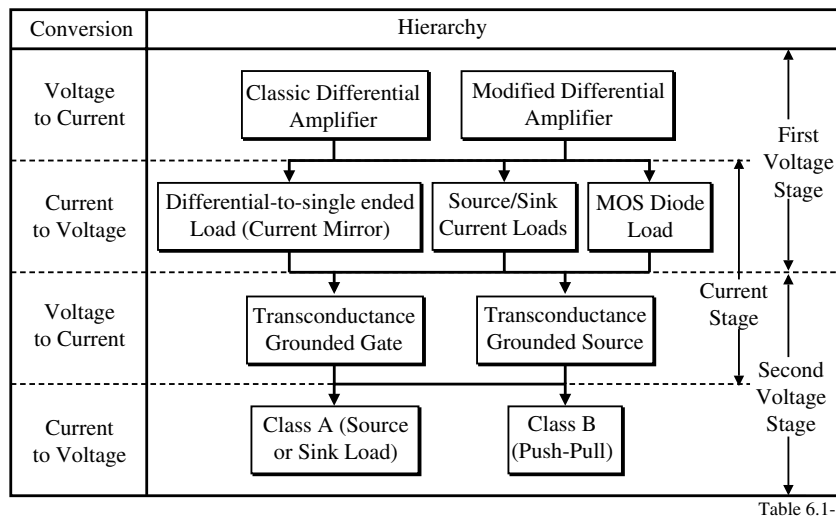 Conversion
Hierarchy
Voltage
to Current
Classic Differential
Amplifier
Modified Differential
Amplifier
First
Voltage
Stage
Current
to Voltage
Differential-to-single ended
Load (Current Mirror)
Source/Sink
Current Loads
MOS Diode
Load
Current
Stage
Voltage
to Current
Transconductance
Grounded Gate
Transconductance
Grounded Source
Second
Voltage
Stage
Current
to Voltage
Class A (Source
or Sink Load)
Class B
(Push-Pull)
Table 6.1-